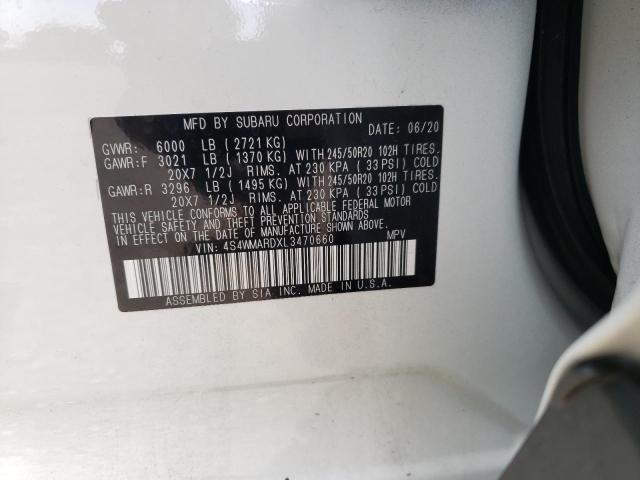 MFD BY SUBARU CORPORATION
DATE: 06/20
GVWR: 6000 LB ( 2721 KG)
GAWR:F 3021 LB ( 1370 KG) WITH 245/50R20 102H TIRES.
20X7 1/2J RIMS. AT 230 KPA ( 33 PSI) COLD
GAWR:R 3296 LB ( 1495 KG) WITH 245/50R20 102H TIRES.
20X7 1/2J RIMS. AT 230 KPA ( 33 PSI) COLD
THIS VEHICLE CONFORMS TO ALL APPLICABLE FEDERAL MOTOR
VEHICLE SAFETY, BUMPER, AND THEFT PREVENTION STANDARDS
IN EFFECT ON THE DATE OF MANUFACTURE SHOWN ABOVE.
VIN: 4S4WMARDXL3470660 MPV
ASSEMBLED BY SIA INC. MADE IN U.S.A.